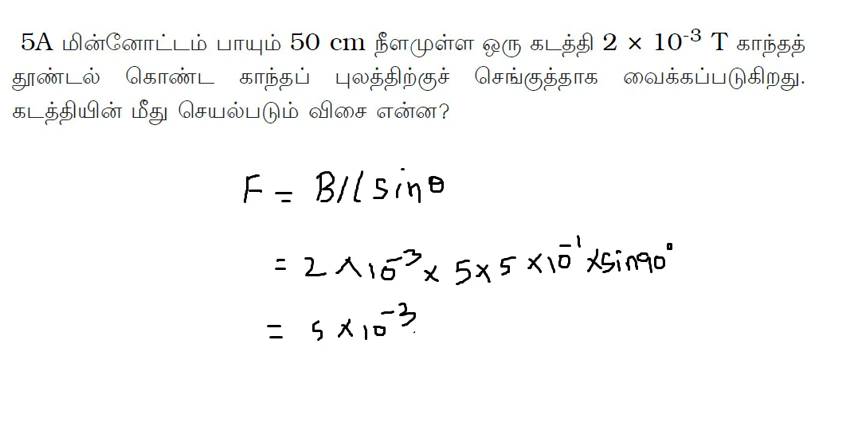 5A மின்னோட்டம் பாயும் 50 cm நீளமுள்ள ஒரு கடத்தி 2 × 10⁻³ T காந்தத்
தூண்டல் கொண்ட காந்தப் புலத்திற்குச் செங்குத்தாக வைக்கப்படுகிறது.
கடத்தியின் மீது செயல்படும் விசை என்ன?
F = BIl sinθ
= 2 × 10⁻³ × 5 × 5 × 10⁻¹ × sin90°
= 5 × 10⁻³